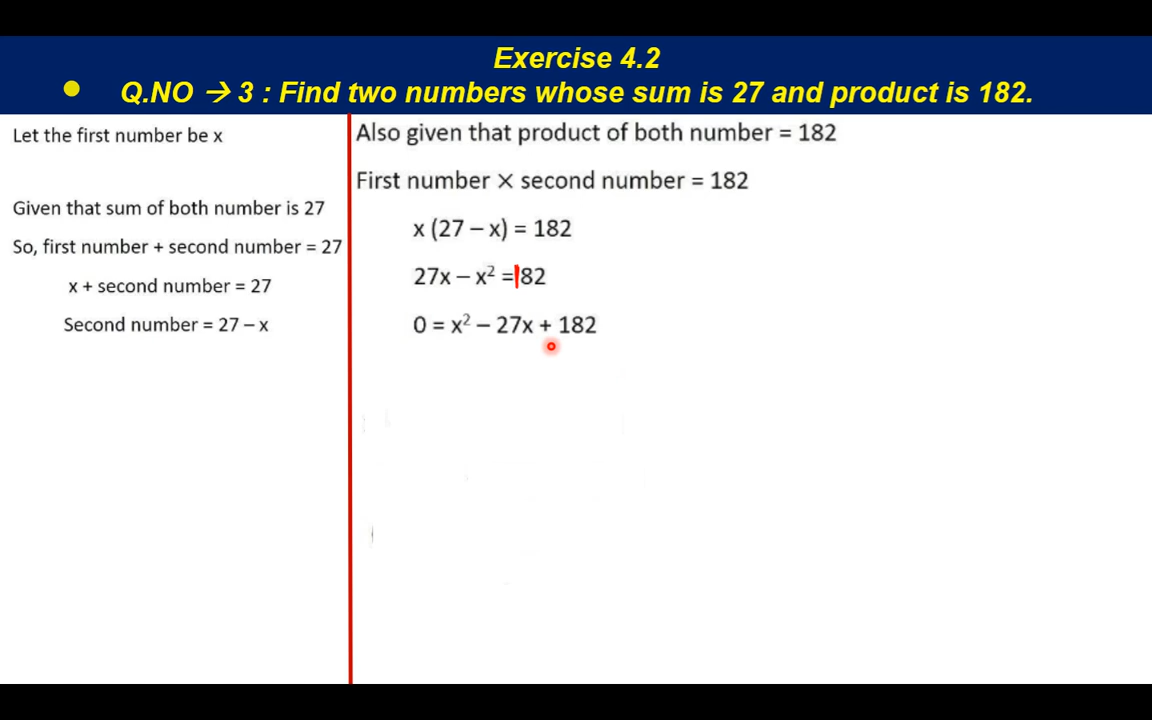 Exercise 4.2
● Q.NO → 3 : Find two numbers whose sum is 27 and product is 182.
Let the first number be x
Given that sum of both number is 27
So, first number + second number = 27
x + second number = 27
Second number = 27 – x
Also given that product of both number = 182
First number × second number = 182
x (27 – x) = 182
27x – x² = 182
0 = x² – 27x + 182